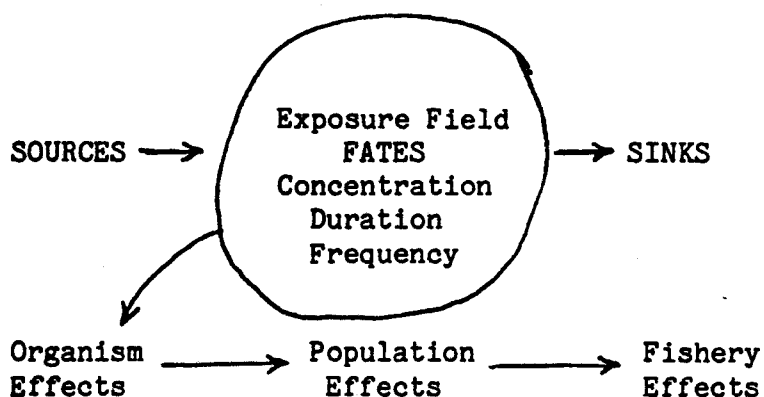 Exposure Field
SOURCES FATES SINKS
Concentration
Duration
Frequency
Organism Population Fishery
Effects Effects Effects